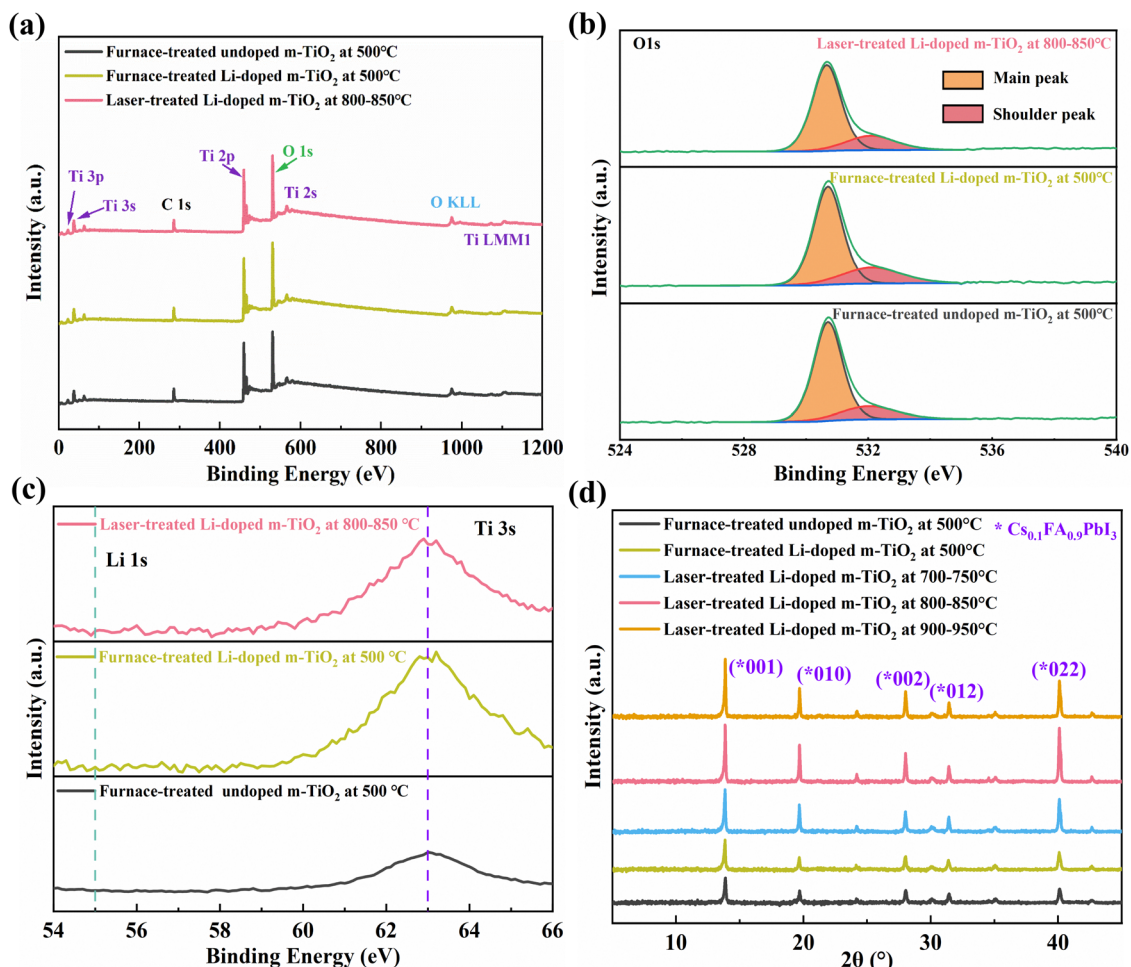 (a)
Furnace-treated undoped m-TiO₂ at 500°C
Furnace-treated Li-doped m-TiO₂ at 500°C
Laser-treated Li-doped m-TiO₂ at 800-850°C
Ti 3p
Ti 3s
C 1s
Ti 2p
O 1s
Ti 2s
O KLL
Ti LMM1
Intensity (a.u.)
0 200 400 600 800 1000 1200
Binding Energy (eV)
(b)
O1s
Laser-treated Li-doped m-TiO₂ at 800-850°C
Main peak
Shoulder peak
Furnace-treated Li-doped m-TiO₂ at 500°C
Furnace-treated undoped m-TiO₂ at 500°C
Intensity (a.u.)
524 528 532 536 540
Binding Energy (eV)
(c)
Laser-treated Li-doped m-TiO₂ at 800-850 °C
Ti 3s
Li 1s
Furnace-treated Li-doped m-TiO₂ at 500 °C
Furnace-treated undoped m-TiO₂ at 500 °C
Intensity (a.u.)
54 56 58 60 62 64 66
Binding Energy (eV)
(d)
Furnace-treated undoped m-TiO₂ at 500°C
* Cs₀.₁FA₀.₉PbI₃
Furnace-treated Li-doped m-TiO₂ at 500°C
Laser-treated Li-doped m-TiO₂ at 700-750°C
Laser-treated Li-doped m-TiO₂ at 800-850°C
Laser-treated Li-doped m-TiO₂ at 900-950°C
(*001)
(*010)
(*002)
(*012)
(*022)
Intensity (a.u.)
10 20 30 40
2θ (°)